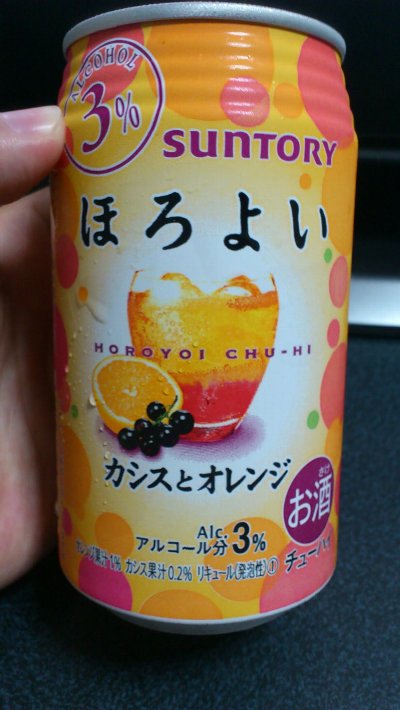 ALCOHOL
3%
SUNTORY
ほろよい
HOROYOI CHU-HI
カシスとオレンジ
さけ
お酒
Alc.
アルコール分3%
オレンジ果汁1% カシス果汁0.2% リキュール(発泡性)①
チューハイ